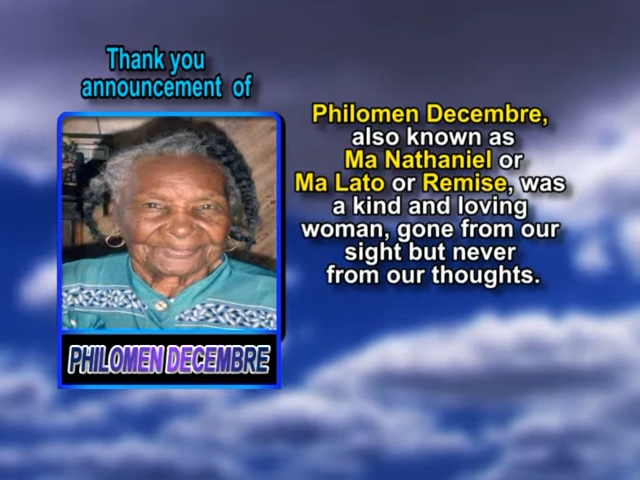 Thank you
announcement of
PHILOMEN DECEMBRE
Philomen Decembre,
also known as
Ma Nathaniel or
Ma Lato or Remise, was
a kind and loving
woman, gone from our
sight but never
from our thoughts.